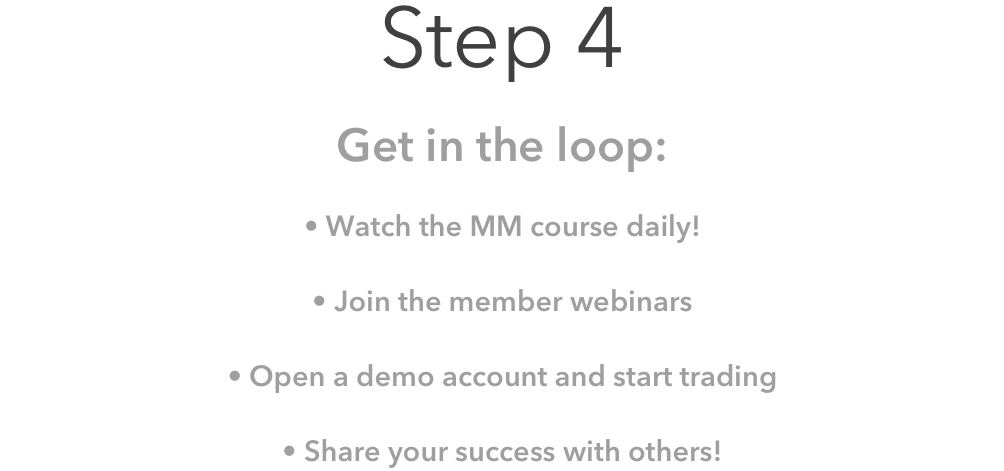 Step 4
Get in the loop:
• Watch the MM course daily!
• Join the member webinars
• Open a demo account and start trading
• Share your success with others!